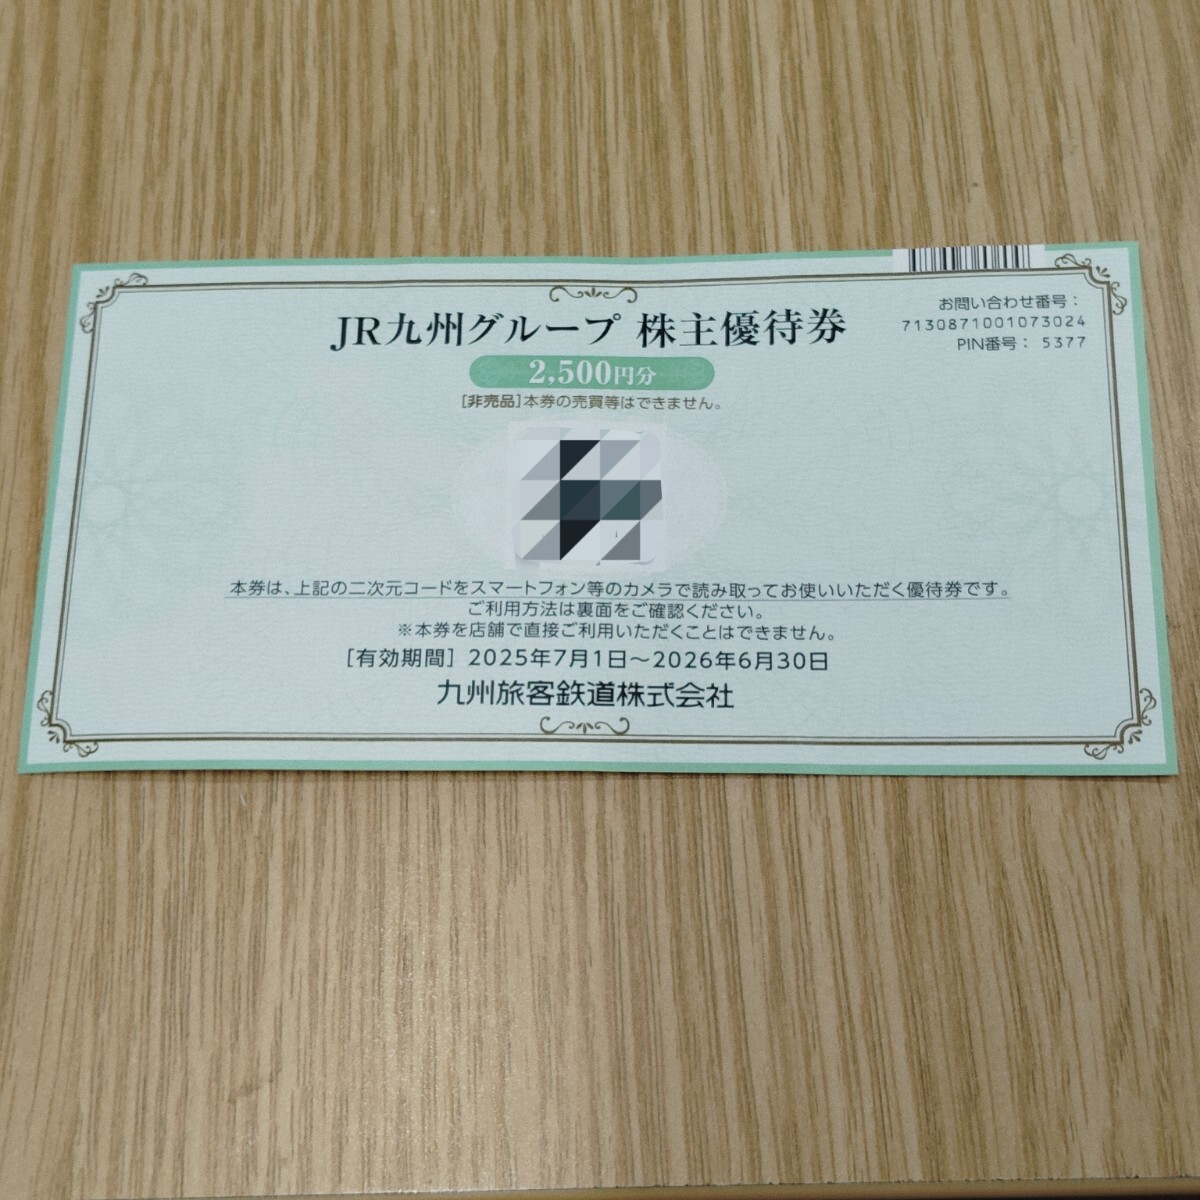 お問い合わせ番号：
7130871001073024
PIN番号： 5377
JR九州グループ 株主優待券
2,500円分
[非売品]本券の売買等はできません。
本券は、上記の二次元コードをスマートフォン等のカメラで読み取ってお使いいただく優待券です。
ご利用方法は裏面をご確認ください。
※本券を店舗で直接ご利用いただくことはできません。
[有効期間] 2025年7月1日～2026年6月30日
九州旅客鉄道株式会社